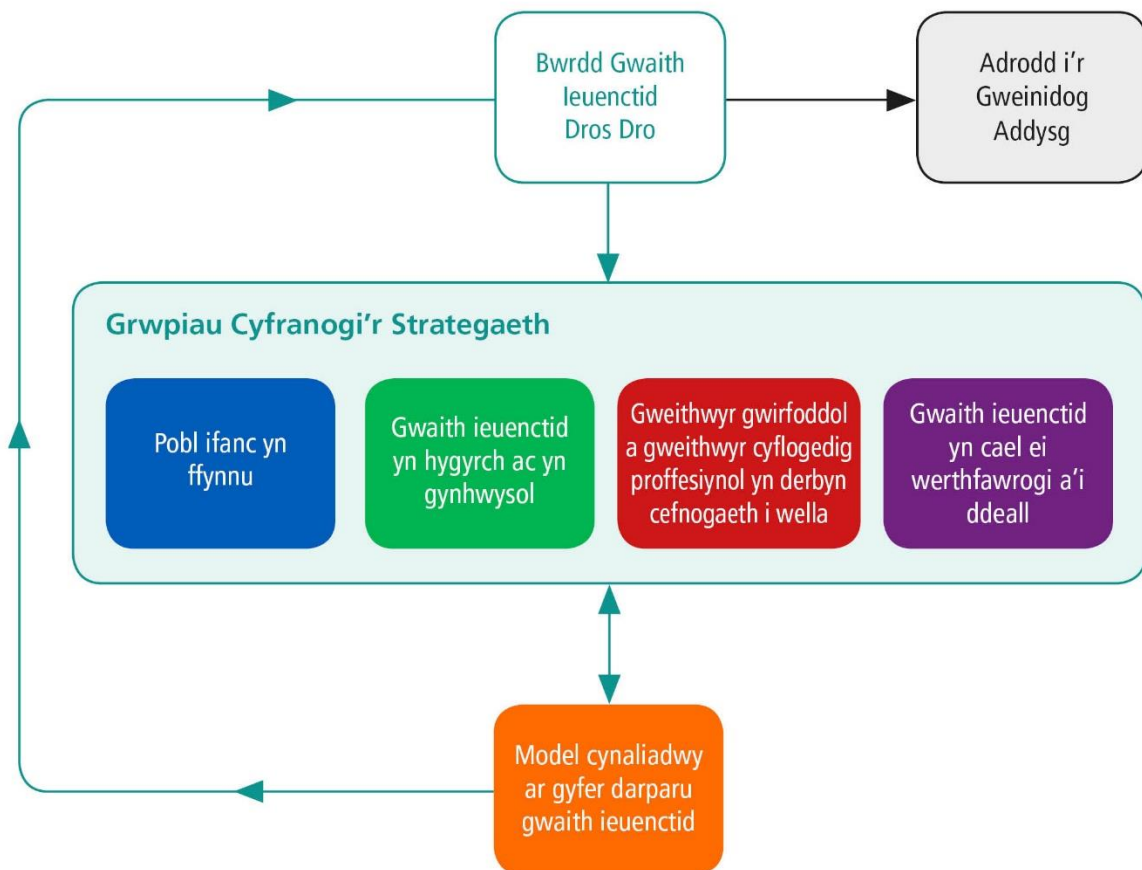 Bwrdd Gwaith
Ieuenctid
Dros Dro
Adrodd i’r
Gweinidog
Addysg
Grwpiau Cyfranogi’r Strategaeth
Pobl ifanc yn
ffynnu
Gwaith ieuenctid
yn hygyrch ac yn
gynhwysol
Gweithwyr gwirfoddol
a gweithwyr cyflogedig
proffesiynol yn derbyn
cefnogaeth i wella
Gwaith ieuenctid
yn cael ei
werthfawrogi a’i
ddeall
Model cynaliadwy
ar gyfer darparu
gwaith ieuenctid